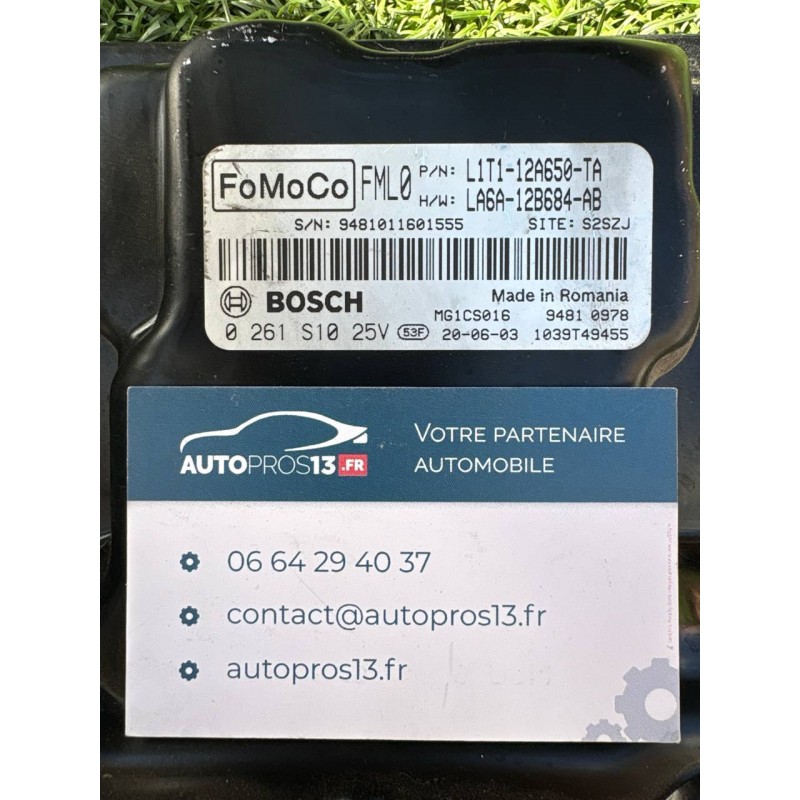 FoMoCo FML0 P/N: L1T1-12A650-TA
H/W: LA6A-12B684-AB
S/N: 9481011601555 SITE: S2SZJ
BOSCH Made in Romania
MG1CS016 9481 0978
0 261 S10 25V 53F 20-06-03 1039T49455
VOTRE PARTENAIRE
AUTOMOBILE
AUTOPROS13.FR
06 64 29 40 37
contact@autopros13.fr
autopros13.fr